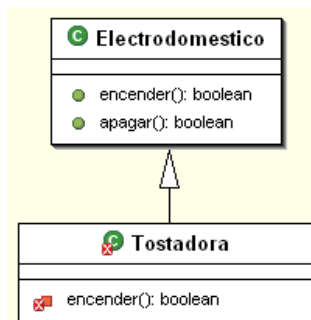 Electrodomestico
encender(): boolean
apagar(): boolean
Tostadora
encender(): boolean